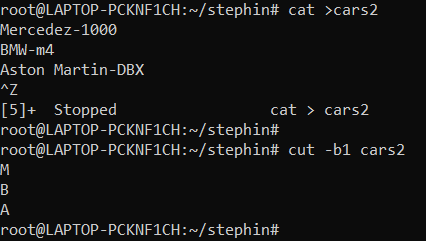 root@LAPTOP-PCKNF1CH:~/stephin# cat >cars2
Mercedez-1000
BMW-m4
Aston Martin-DBX
^Z
[5]+  Stopped                 cat > cars2
root@LAPTOP-PCKNF1CH:~/stephin#
root@LAPTOP-PCKNF1CH:~/stephin# cut -b1 cars2
M
B
A
root@LAPTOP-PCKNF1CH:~/stephin#